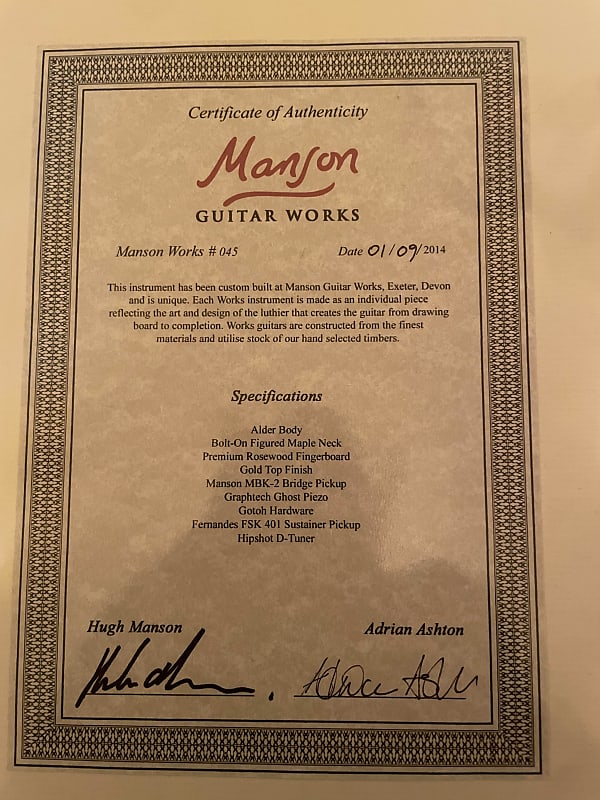 Certificate of Authenticity
Manson
GUITAR WORKS
Manson Works # 045 Date 01/09/2014
This instrument has been custom built at Manson Guitar Works, Exeter, Devon
and is unique. Each Works instrument is made as an individual piece
reflecting the art and design of the luthier that creates the guitar from drawing
board to completion. Works guitars are constructed from the finest
materials and utilise stock of our hand selected timbers.
Specifications
Alder Body
Bolt-On Figured Maple Neck
Premium Rosewood Fingerboard
Gold Top Finish
Manson MBK-2 Bridge Pickup
Graphtech Ghost Piezo
Gotoh Hardware
Fernandes FSK 401 Sustainer Pickup
Hipshot D-Tuner
Hugh Manson Adrian Ashton